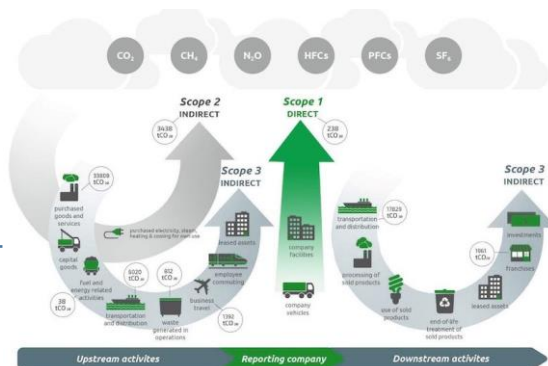 CO₂
CH₄
N₂O
HFCs
PFCs
SF₆
Scope 2
INDIRECT
Scope 1
DIRECT
3438
tCO₂ₑ
238
tCO₂ₑ
Scope 3
INDIRECT
Scope 3
INDIRECT
tCO₂ₑ
purchased
goods and
services
purchased electricity, steam,
heating & cooling for own use
capital
goods
fuel and
energy related
activities
38
tCO₂ₑ
5020
tCO₂ₑ
transportation
and distribution
612
tCO₂ₑ
waste
generated in
operations
business
travel
tCO₂ₑ
employee
commuting
leased assets
company
facilities
company
vehicles
17829
tCO₂ₑ
transportation
and distribution
processing of
sold products
use of sold
products
end-of-life
treatment of
sold products
leased assets
1961
tCO₂ₑ
franchises
investments
Upstream activites
Reporting company
Downstream activites